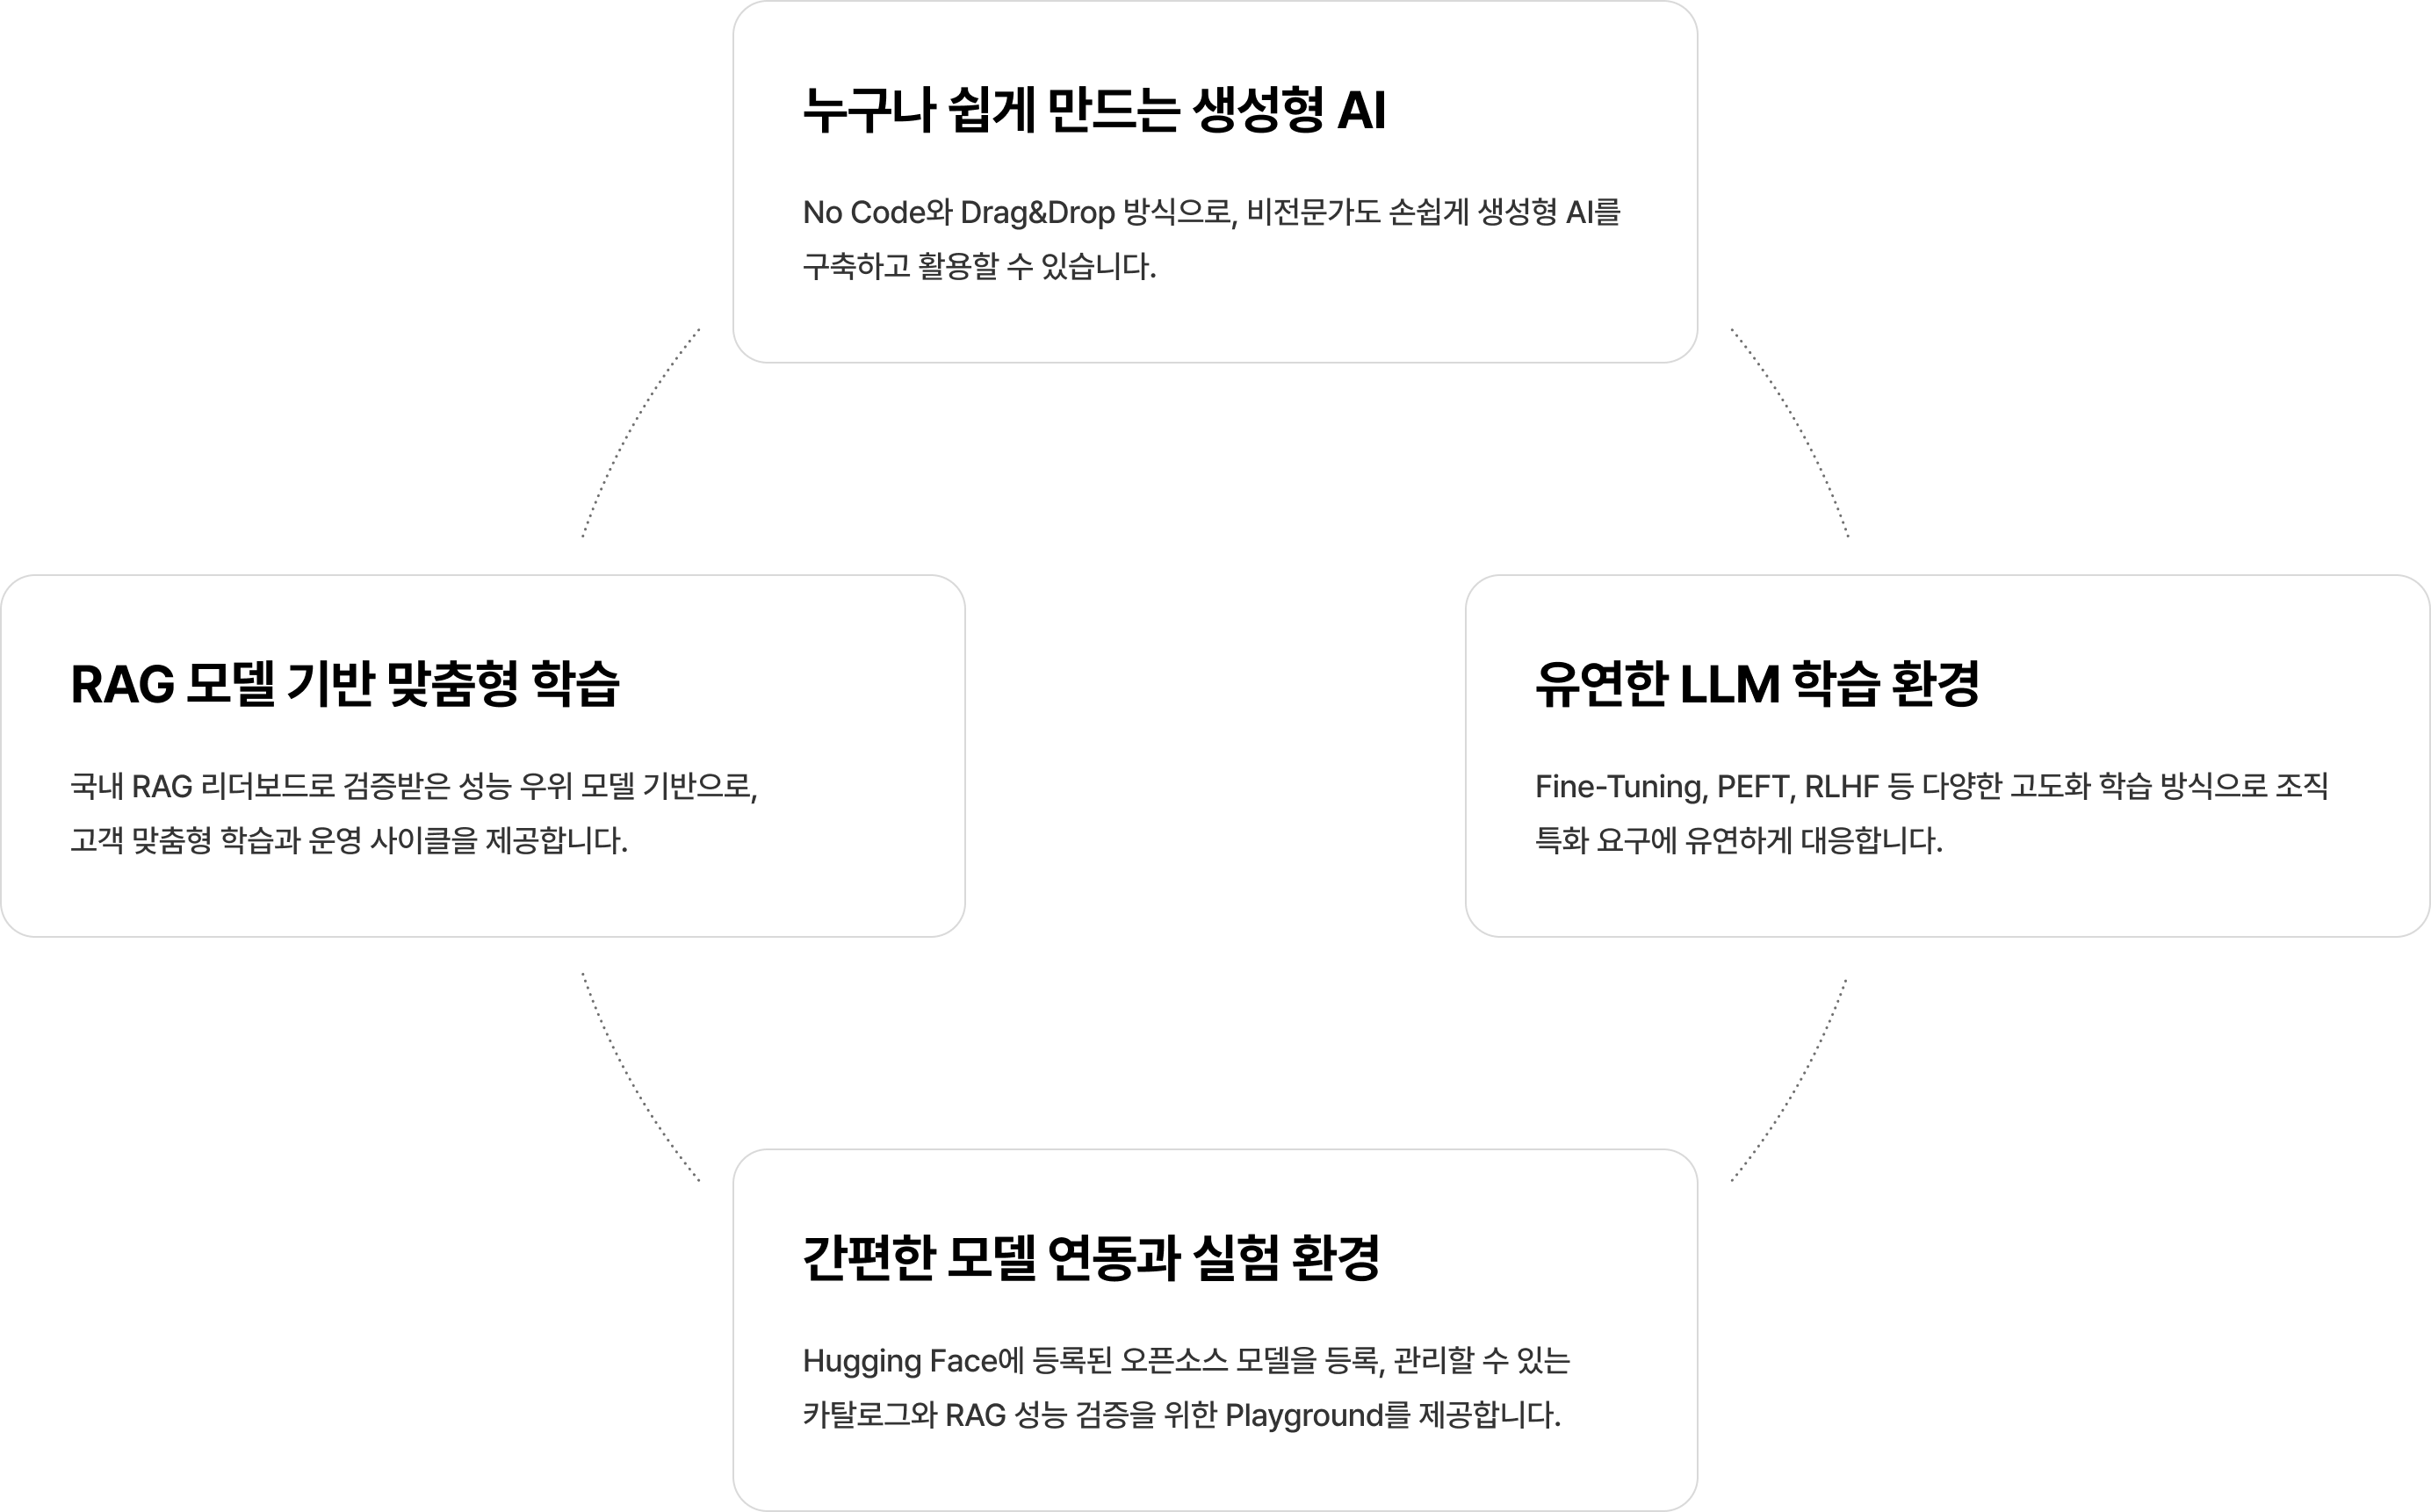 누구나 쉽게 만드는 생성형 AI
No Code와 Drag&Drop 방식으로, 비전문가도 손쉽게 생성형 AI를
구축하고 활용할 수 있습니다.
RAG 모델 기반 맞춤형 학습
국내 RAG 리더보드로 검증받은 성능 우위 모델 기반으로,
고객 맞춤형 학습과 운영 사이클을 제공합니다.
유연한 LLM 학습 환경
Fine-Tuning, PEFT, RLHF 등 다양한 고도화 학습 방식으로 조직
특화 요구에 유연하게 대응합니다.
간편한 모델 연동과 실험 환경
Hugging Face에 등록된 오픈소스 모델을 등록, 관리할 수 있는
카탈로그와 RAG 성능 검증을 위한 Playground를 제공합니다.